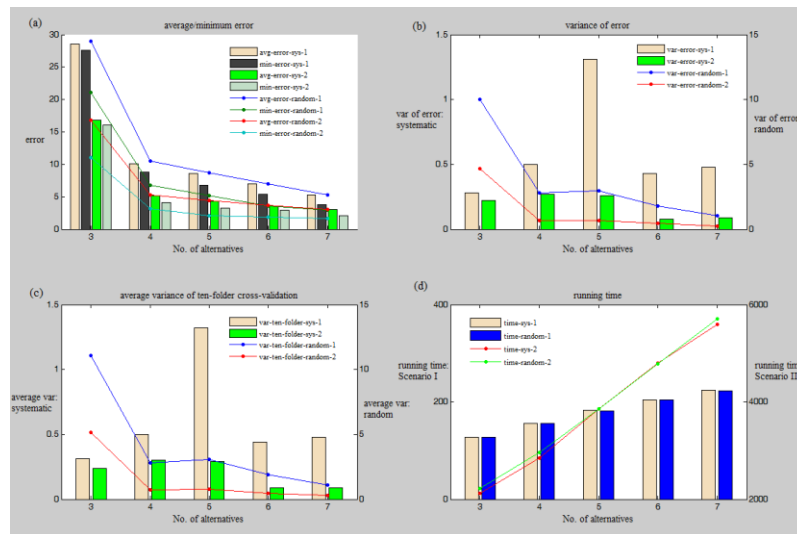 (a)
average/minimum error
30
25
20
15
10
5
0
error
avg-error-sys-1
min-error-sys-1
avg-error-sys-2
min-error-sys-2
avg-error-random-1
min-error-random-1
avg-error-random-2
min-error-random-2
3 4 5 6 7
No. of alternatives
(b)
variance of error
1.5
1
0.5
0
var of error:
systematic
var-error-sys-1
var-error-sys-2
var-error-random-1
var-error-random-2
15
10
5
0
var of error:
random
3 4 5 6 7
No. of alternatives
(c)
average variance of ten-folder cross-validation
1.5
1
0.5
0
average var:
systematic
var-ten-folder-sys-1
var-ten-folder-sys-2
var-ten-folder-random-1
var-ten-folder-random-2
15
10
5
0
average var:
random
3 4 5 6 7
No. of alternatives
(d)
running time
400
200
0
running time:
Scenario I
time-sys-1
time-random-1
time-sys-2
time-random-2
6000
4000
2000
running time
Scenario II
3 4 5 6 7
No. of alternatives